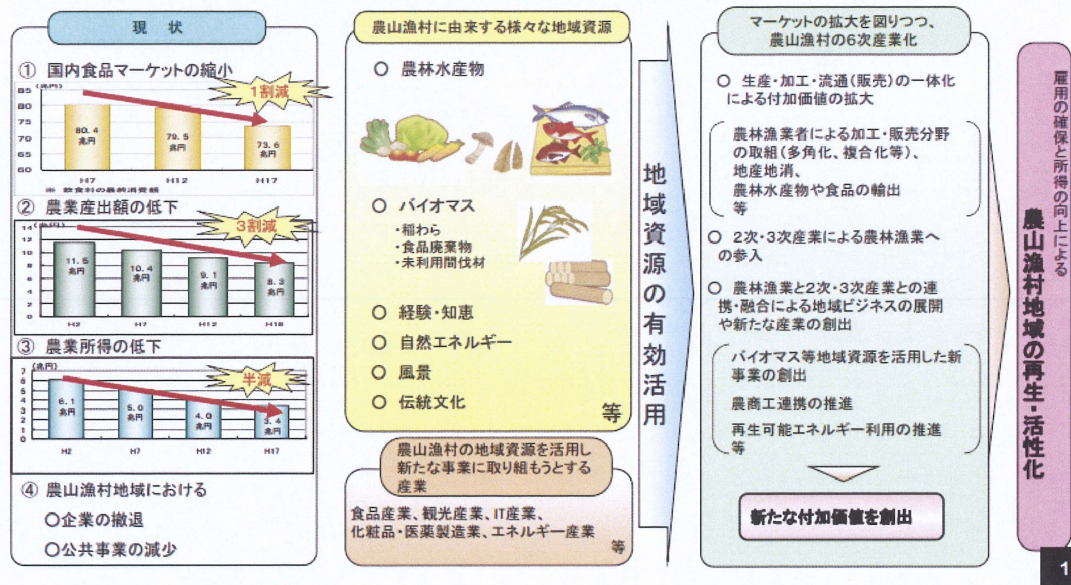 現 状
① 国内食品マーケットの縮小
(兆円)
1割減
85
80
75
70
65
60
80.4
兆円
79.5
兆円
73.6
兆円
H7
H12
H17
※ 飲食料の最終消費額
② 農業産出額の低下
(兆円)
3割減
14
12
10
8
6
4
2
0
11.5
兆円
10.4
兆円
9.1
兆円
8.3
兆円
H2
H7
H12
H18
③ 農業所得の低下
(兆円)
半減
7
6
5
4
3
2
1
0
6.1
兆円
5.0
兆円
4.0
兆円
3.4
兆円
H2
H7
H12
H17
④ 農山漁村地域における
○企業の撤退
○公共事業の減少
農山漁村に由来する様々な地域資源
○ 農林水産物
○ バイオマス
・稲わら
・食品廃棄物
・未利用間伐材
○ 経験・知恵
○ 自然エネルギー
○ 風景
○ 伝統文化
等
農山漁村の地域資源を活用し
新たな事業に取り組もうとする
産業
食品産業、観光産業、IT産業、
化粧品・医薬製造業、エネルギー産業
等
地域資源の有効活用
マーケットの拡大を図りつつ、
農山漁村の6次産業化
○ 生産・加工・流通(販売)の一体化
による付加価値の拡大
農林漁業者による加工・販売分野
の取組(多角化、複合化等)、
地産地消、
農林水産物や食品の輸出
等
○ 2次・3次産業による農林漁業へ
の参入
○ 農林漁業と2次・3次産業との連
携・融合による地域ビジネスの展開
や新たな産業の創出
バイオマス等地域資源を活用した新
事業の創出
農商工連携の推進
再生可能エネルギー利用の推進
等
新たな付加価値を創出
雇用の確保と所得の向上による
農山漁村地域の再生・活性化
1